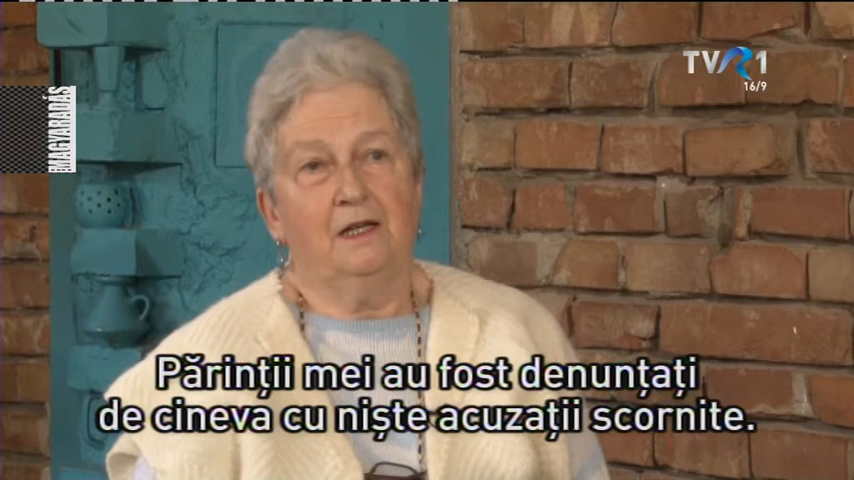 TVR1
16/9
MAGYARADÁS
Părinții mei au fost denunțați
de cineva cu niște acuzații scornite.